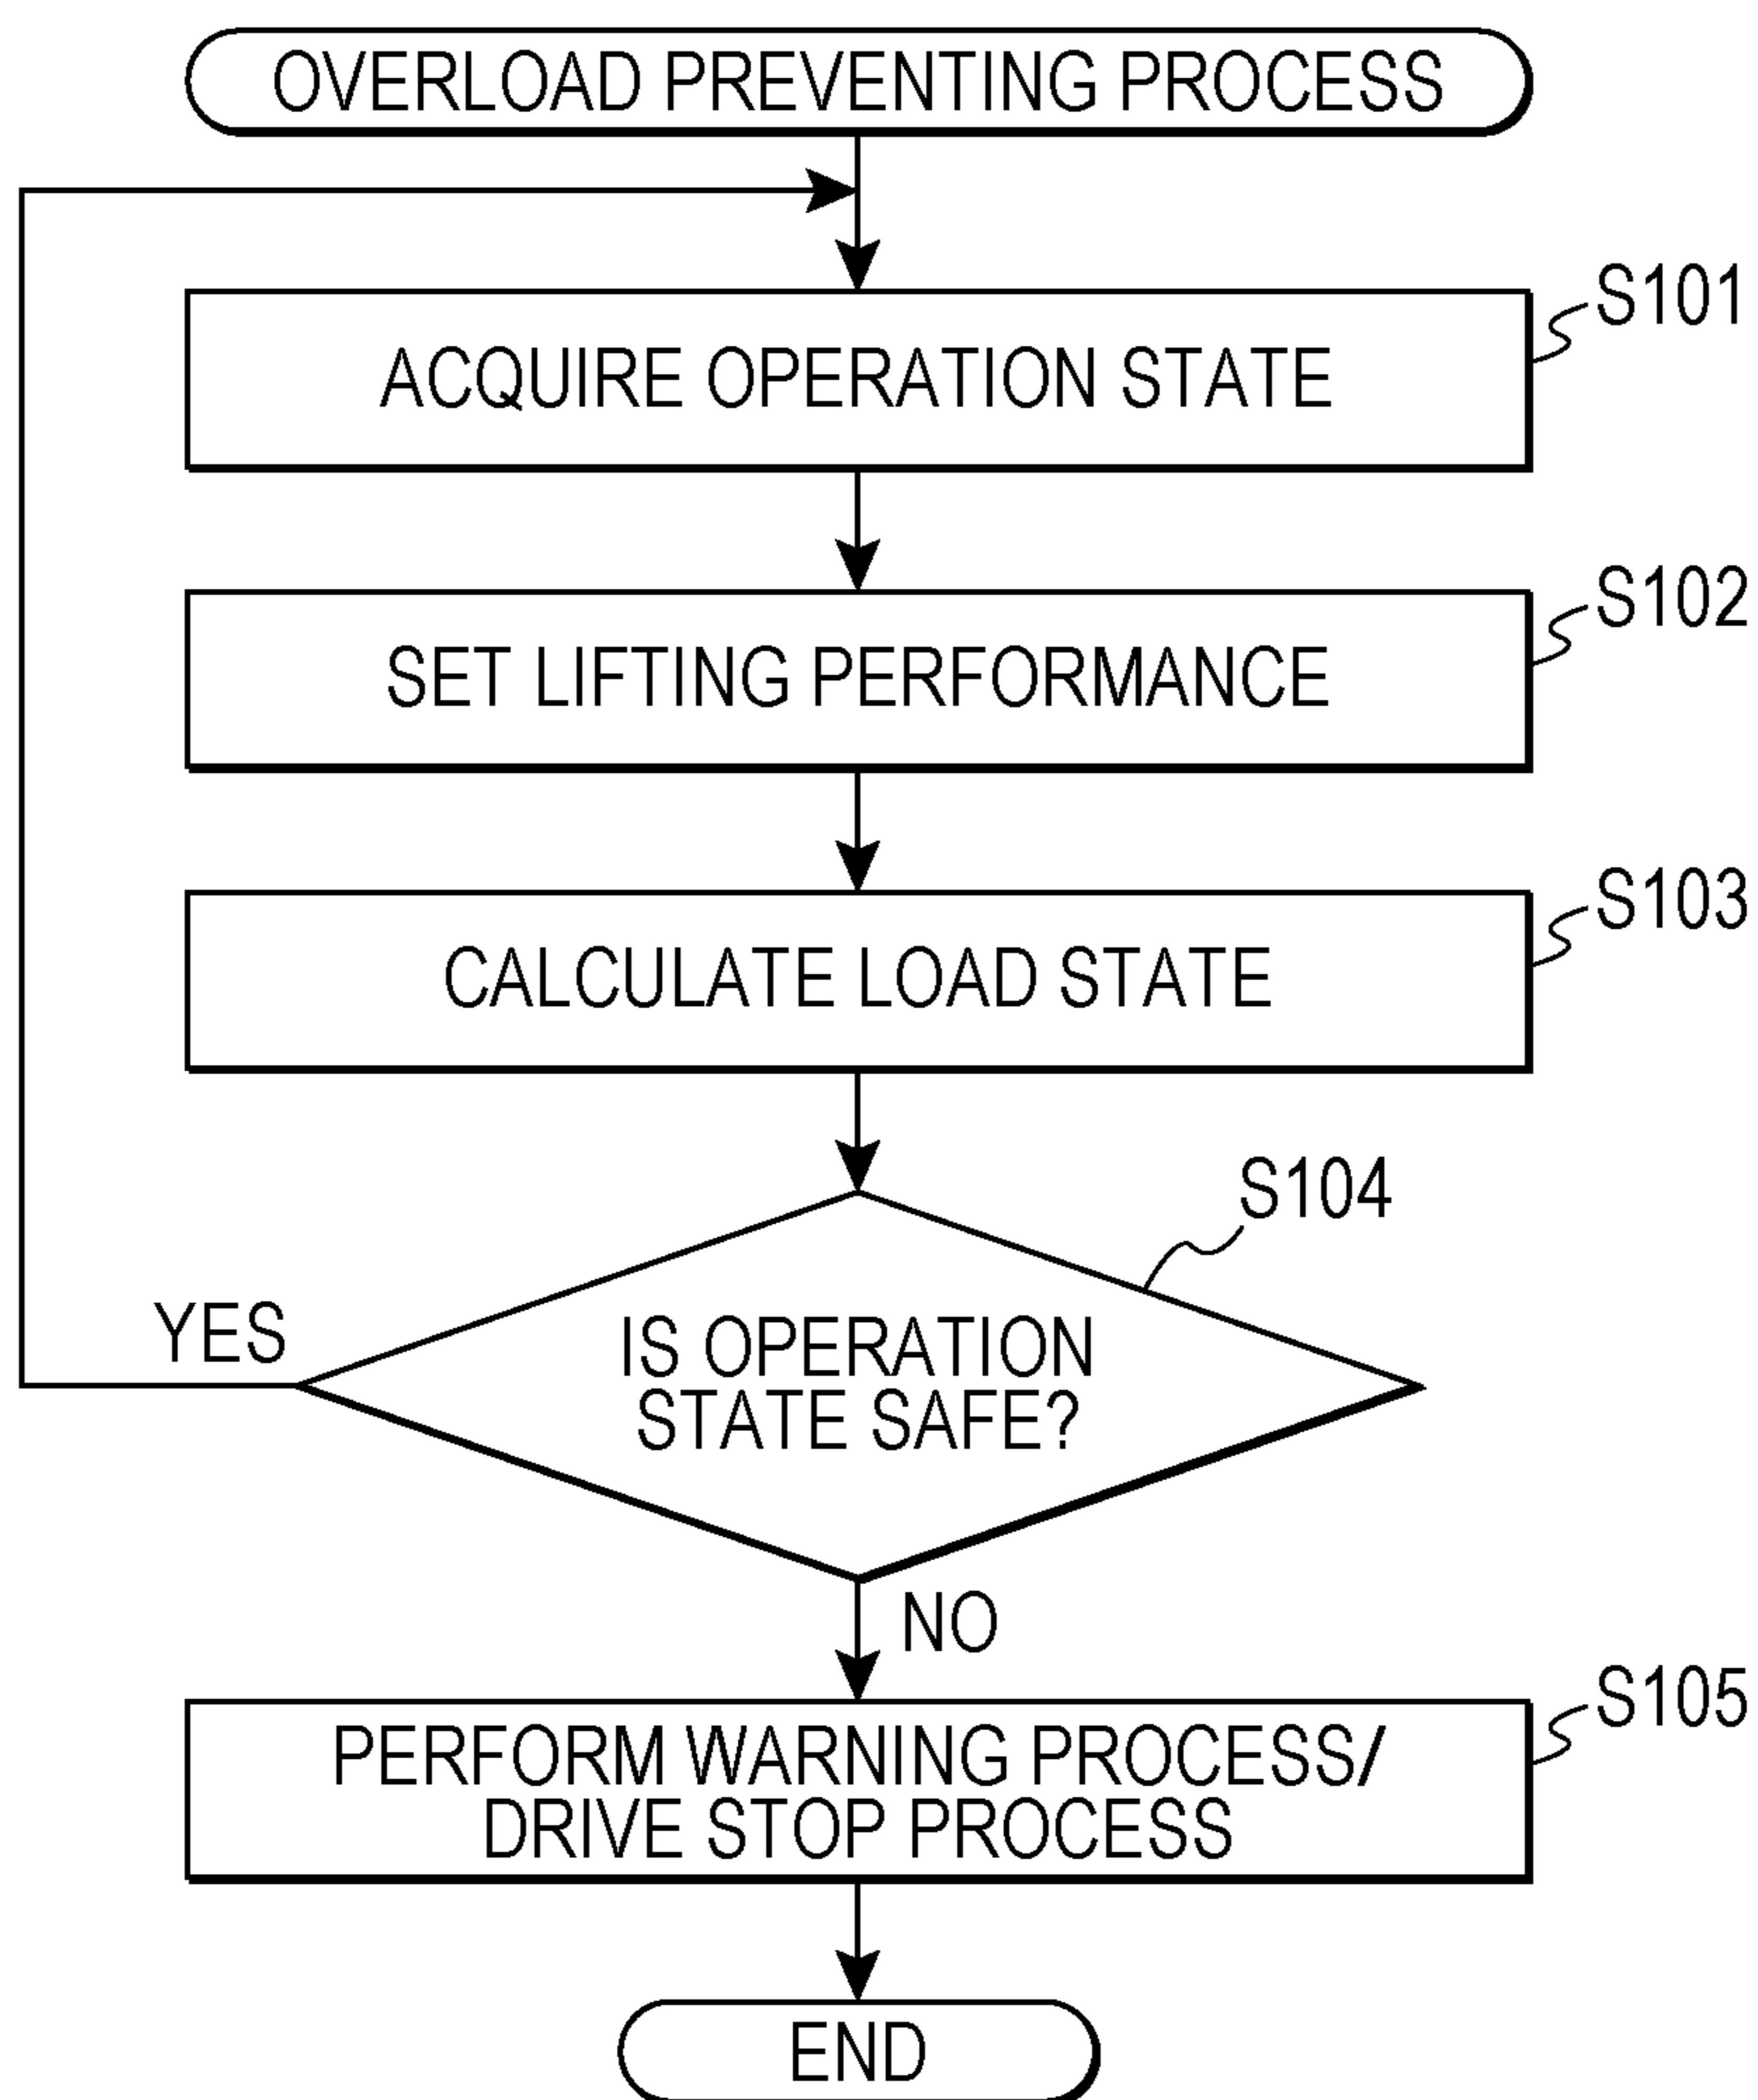 OVERLOAD PREVENTING PROCESS
S101
ACQUIRE OPERATION STATE
S102
SET LIFTING PERFORMANCE
S103
CALCULATE LOAD STATE
S104
YES
IS OPERATION
STATE SAFE?
NO
S105
PERFORM WARNING PROCESS/
DRIVE STOP PROCESS
END